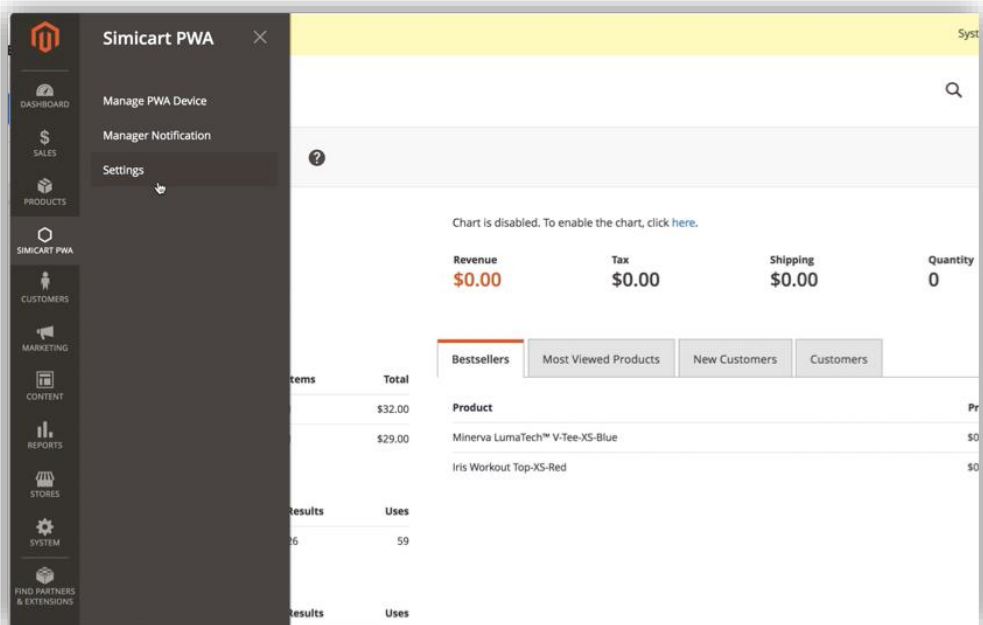 Simicart PWA
Manage PWA Device
Manager Notification
Settings
DASHBOARD
SALES
PRODUCTS
SIMICART PWA
CUSTOMERS
MARKETING
CONTENT
REPORTS
STORES
SYSTEM
FIND PARTNERS
& EXTENSIONS
Syst
Chart is disabled. To enable the chart, click here.
Revenue Tax Shipping Quantity
$0.00 $0.00 $0.00 0
Bestsellers Most Viewed Products New Customers Customers
tems Total
$32.00
$29.00
Product Pr
Minerva LumaTech™ V-Tee-XS-Blue $0
Iris Workout Top-XS-Red $0
Results Uses
26 59
Results Uses